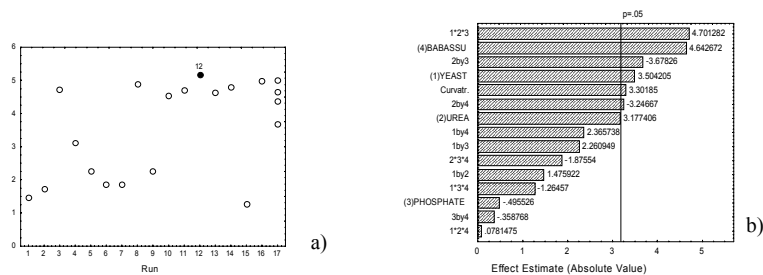 6
5
4
3
2
1
0
12
1 2 3 4 5 6 7 8 9 10 11 12 13 14 15 16 17
Run
a)
p=.05
1*2*3 4.701282
(4)BABASSU 4.642672
2by3 -3.67826
(1)YEAST 3.504205
Curvatr. 3.30185
2by4 -3.24667
(2)UREA 3.177406
1by4 2.365738
1by3 2.260949
2*3*4 -1.87554
1by2 1.475922
1*3*4 -1.26457
(3)PHOSPHATE -.495526
3by4 -.358768
1*2*4 .0781475
0 1 2 3 4 5
Effect Estimate (Absolute Value)
b)